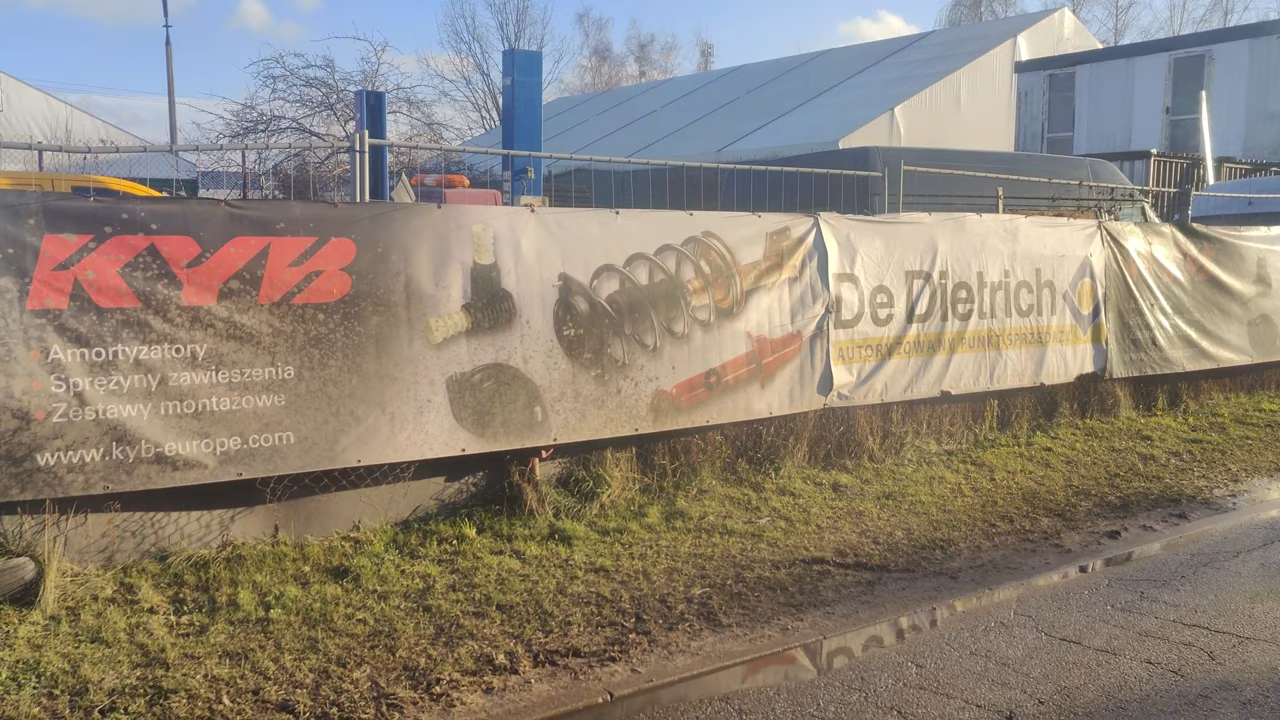 KYB
Amortyzatory
Sprężyny zawieszenia
Zestawy montażowe
www.kyb-europe.com
De Dietrich
AUTORYZOWANY PUNKT SPRZEDAŻY